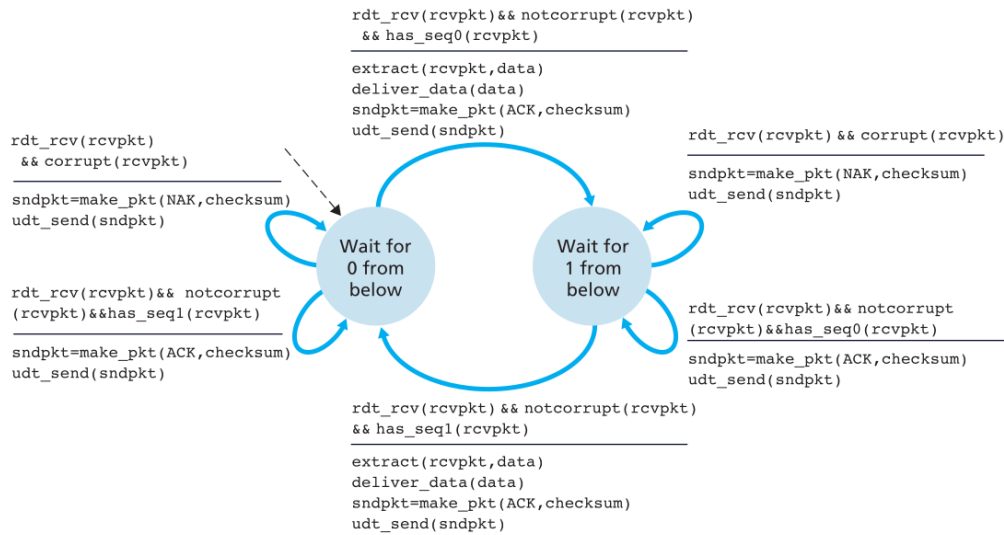 rdt_rcv(rcvpkt)&& notcorrupt(rcvpkt)
&& has_seq0(rcvpkt)
extract(rcvpkt,data)
deliver_data(data)
sndpkt=make_pkt(ACK,checksum)
udt_send(sndpkt)
rdt_rcv(rcvpkt)
&& corrupt(rcvpkt)
sndpkt=make_pkt(NAK,checksum)
udt_send(sndpkt)
rdt_rcv(rcvpkt) && corrupt(rcvpkt)
sndpkt=make_pkt(NAK,checksum)
udt_send(sndpkt)
Wait for
0 from
below
Wait for
1 from
below
rdt_rcv(rcvpkt)&& notcorrupt
(rcvpkt)&&has_seq1(rcvpkt)
sndpkt=make_pkt(ACK,checksum)
udt_send(sndpkt)
rdt_rcv(rcvpkt)&& notcorrupt
(rcvpkt)&&has_seq0(rcvpkt)
sndpkt=make_pkt(ACK,checksum)
udt_send(sndpkt)
rdt_rcv(rcvpkt) && notcorrupt(rcvpkt)
&& has_seq1(rcvpkt)
extract(rcvpkt,data)
deliver_data(data)
sndpkt=make_pkt(ACK,checksum)
udt_send(sndpkt)